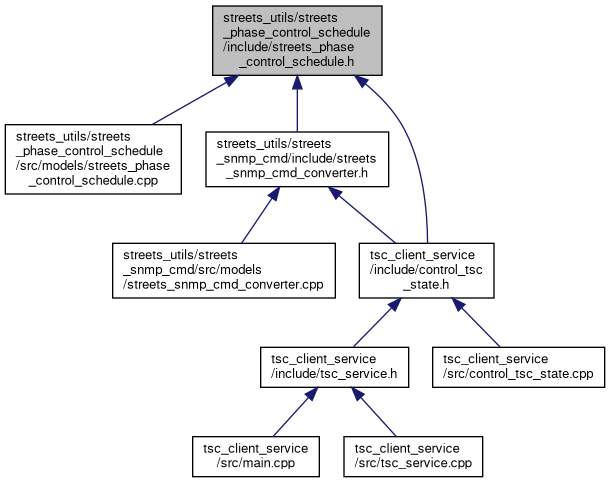 streets_utils/streets
_phase_control_schedule
/include/streets_phase
_control_schedule.h
streets_utils/streets
_phase_control_schedule
/src/models/streets_phase
_control_schedule.cpp
streets_utils/streets
_snmp_cmd/include/streets
_snmp_cmd_converter.h
streets_utils/streets
_snmp_cmd/src/models
/streets_snmp_cmd_converter.cpp
tsc_client_service
/include/control_tsc
_state.h
tsc_client_service
/include/tsc_service.h
tsc_client_service
/src/control_tsc_state.cpp
tsc_client_service
/src/main.cpp
tsc_client_service
/src/tsc_service.cpp